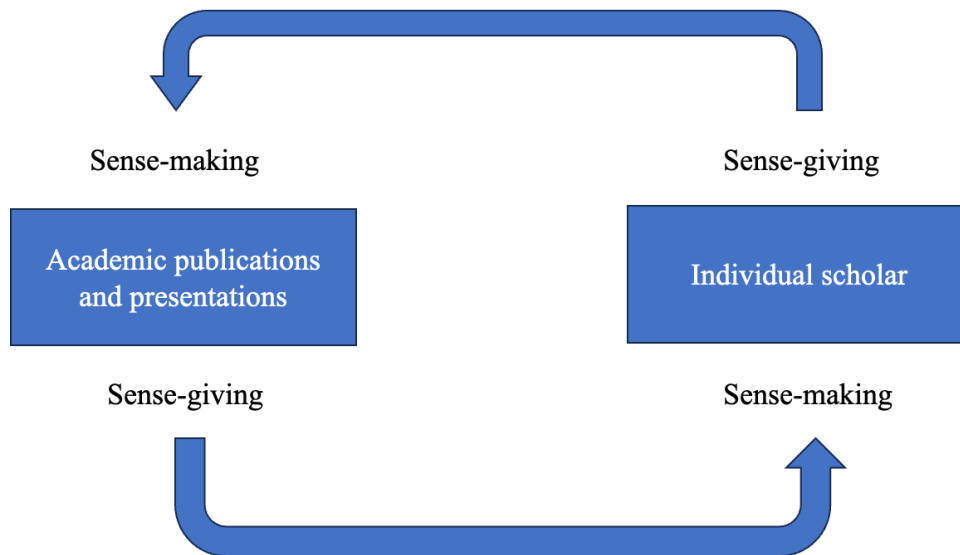 Sense-making
Sense-giving
Academic publications
and presentations
Individual scholar
Sense-giving
Sense-making